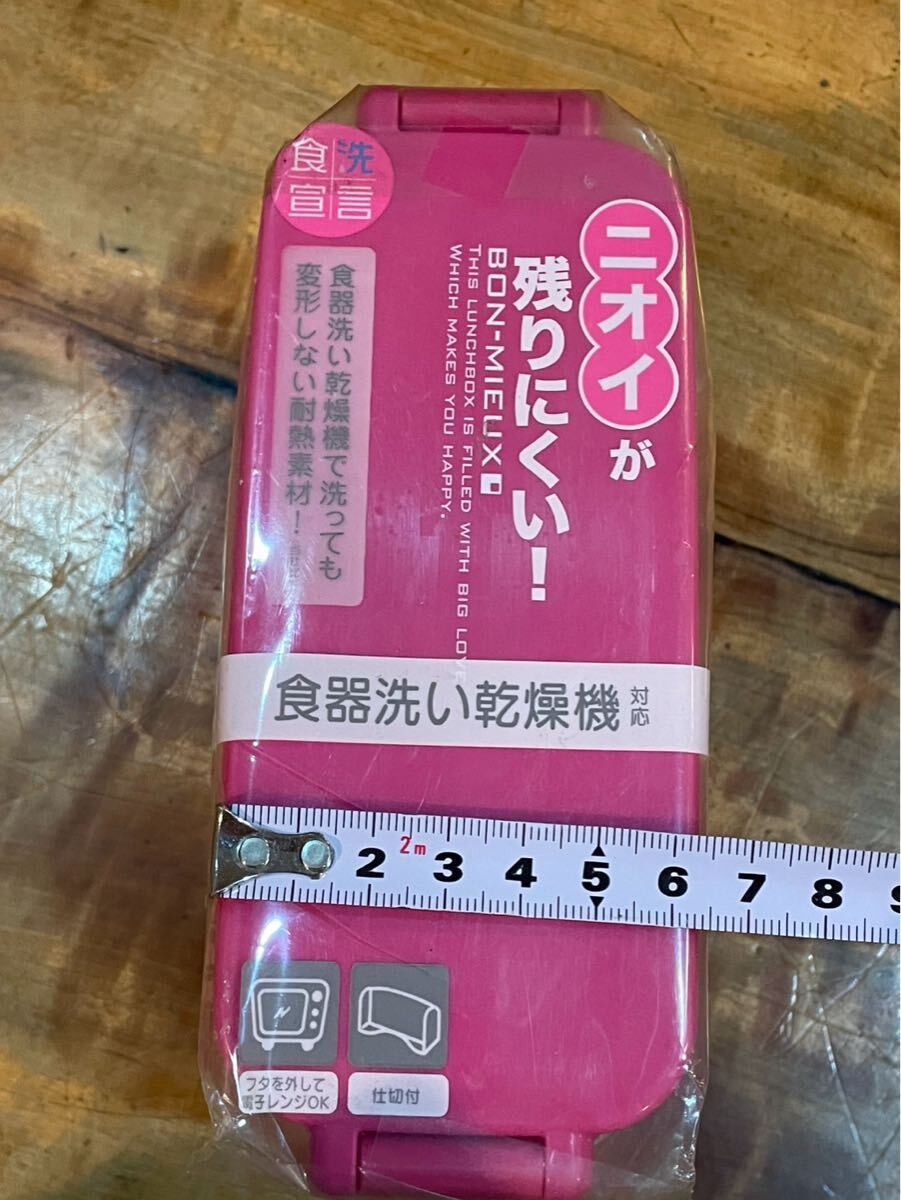 食洗
宣言
ニオイが
残りにくい！
BON-MIEUX
THIS LUNCHBOX IS FILLED WITH BIG LOVE
WHICH MAKES YOU HAPPY.
食器洗い乾燥機で洗っても
変形しない耐熱素材！
食器洗い乾燥機対応
2 2m 3 4 5 6 7 8 9
フタを外して
電子レンジOK
仕切付